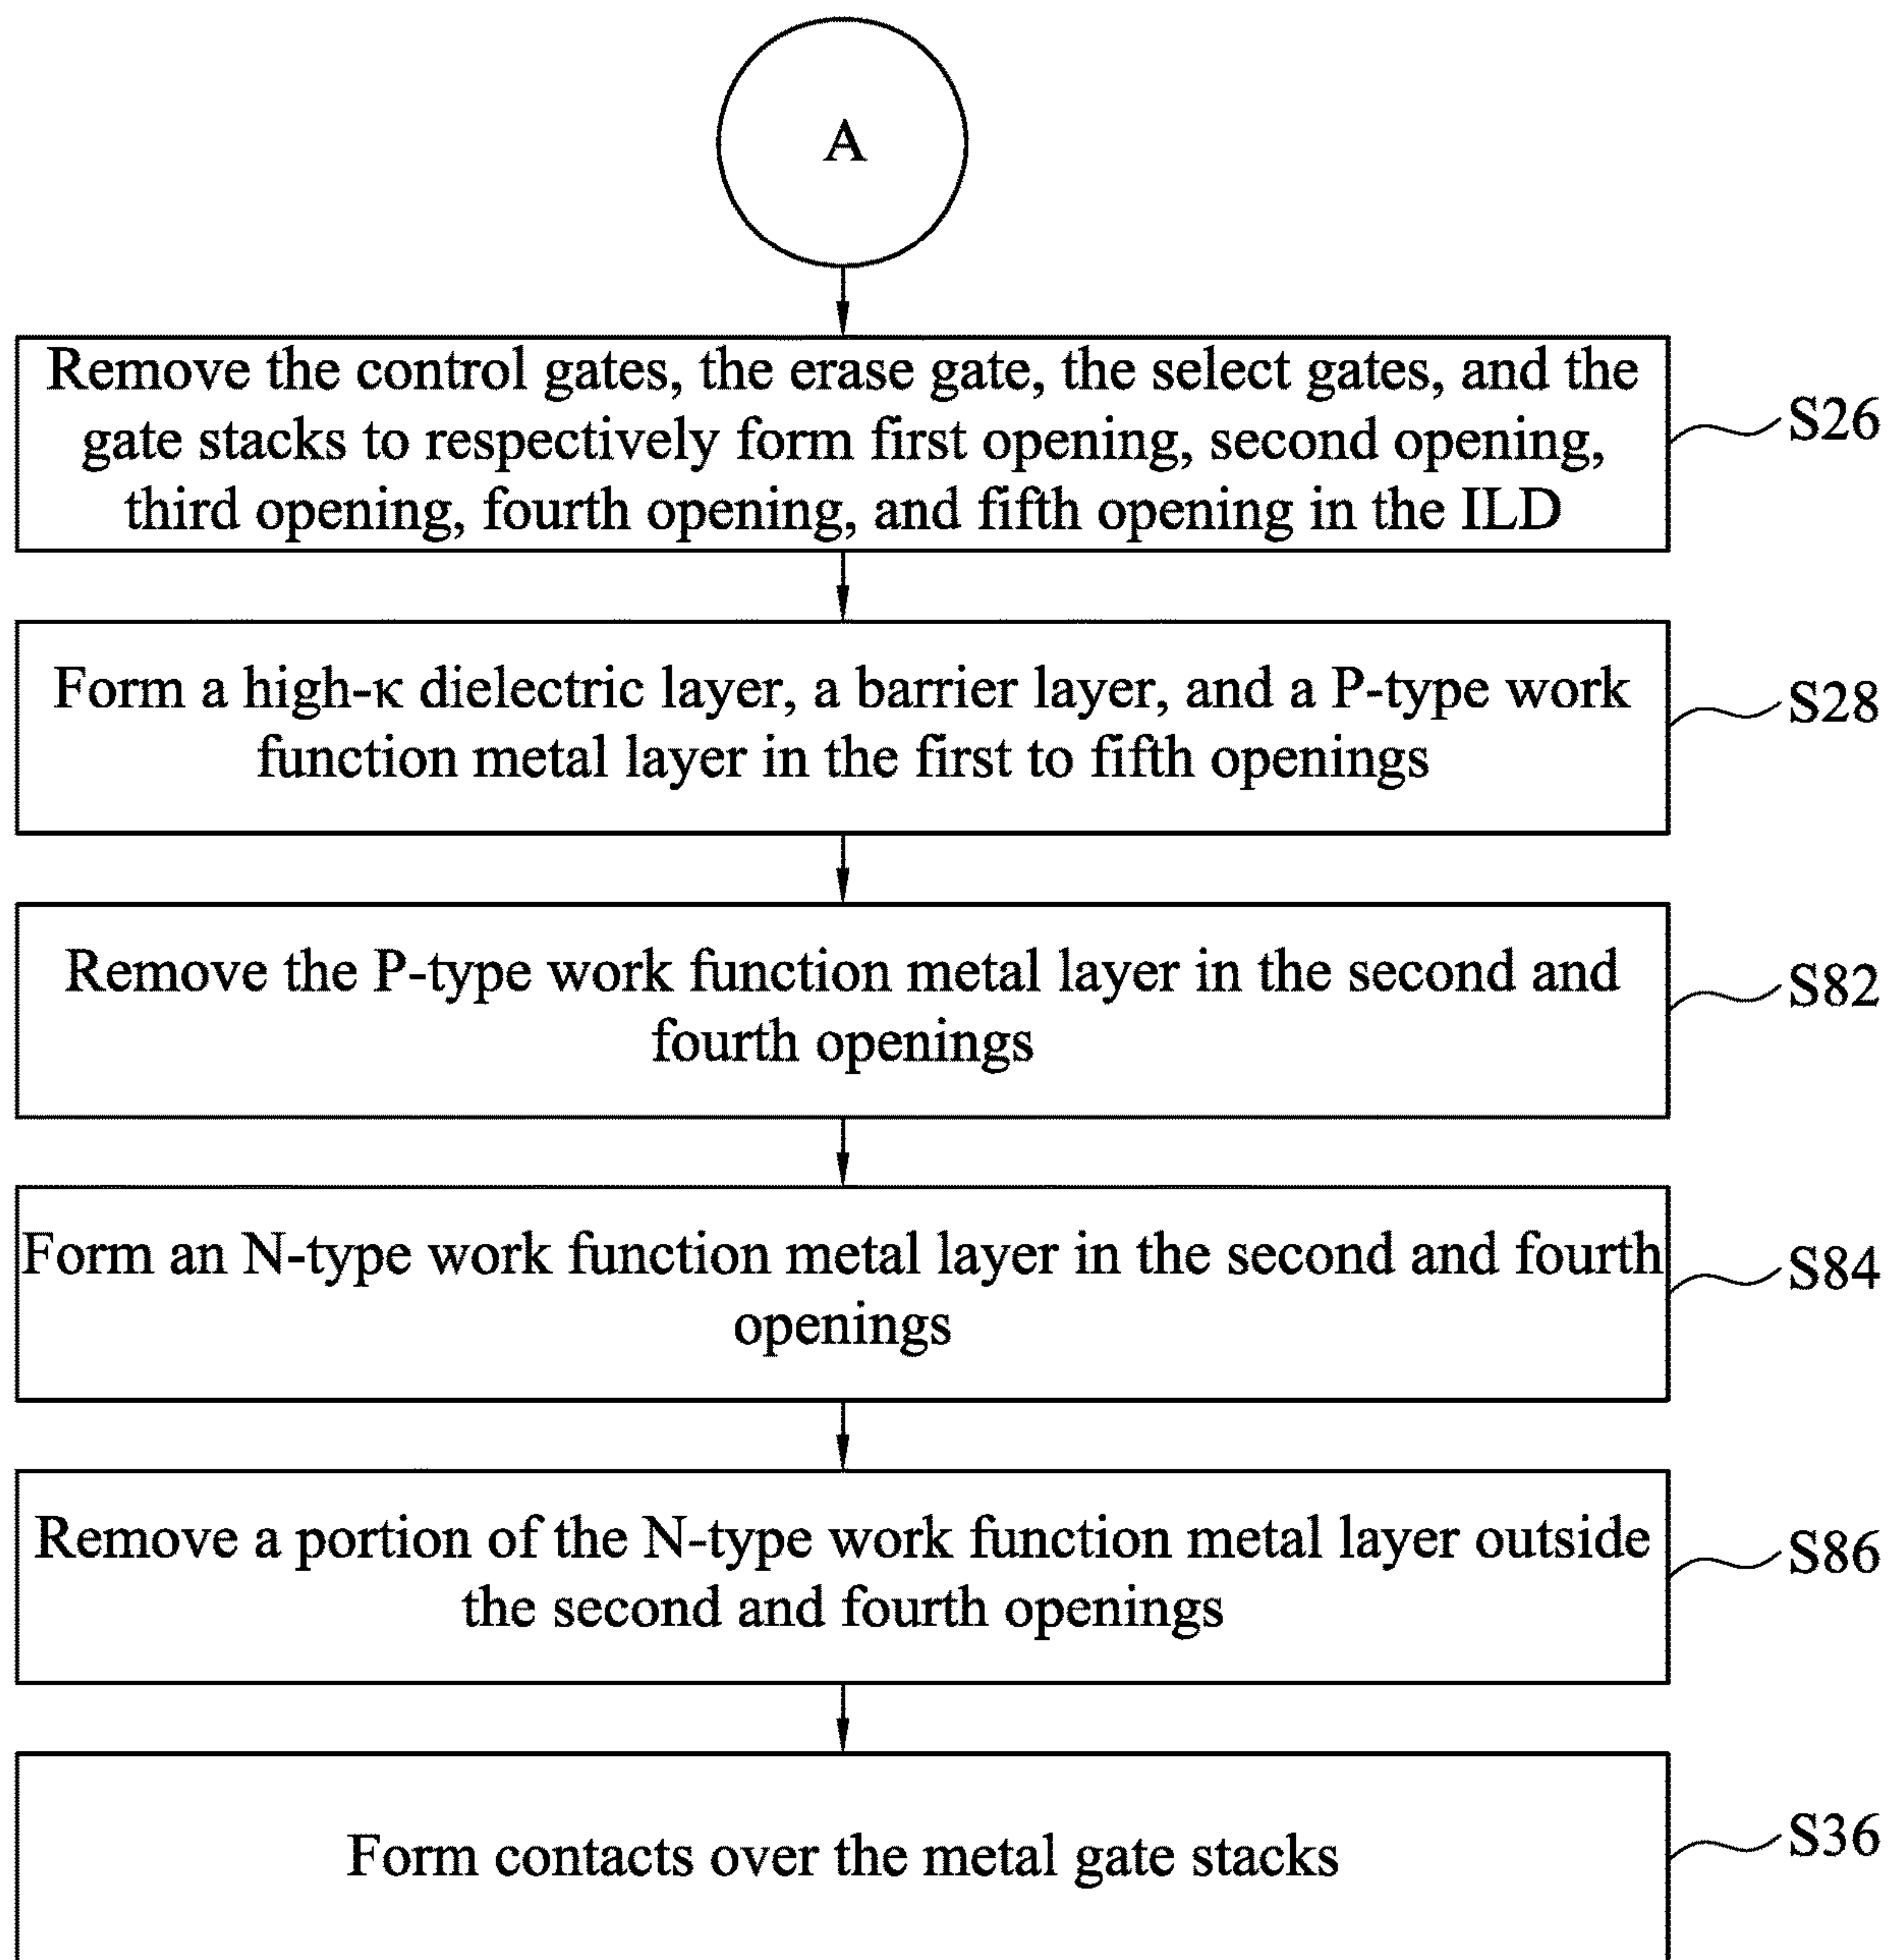 A
Remove the control gates, the erase gate, the select gates, and the
gate stacks to respectively form first opening, second opening,
third opening, fourth opening, and fifth opening in the ILD
S26
Form a high-κ dielectric layer, a barrier layer, and a P-type work
function metal layer in the first to fifth openings
S28
Remove the P-type work function metal layer in the second and
fourth openings
S82
Form an N-type work function metal layer in the second and fourth
openings
S84
Remove a portion of the N-type work function metal layer outside
the second and fourth openings
S86
Form contacts over the metal gate stacks
S36